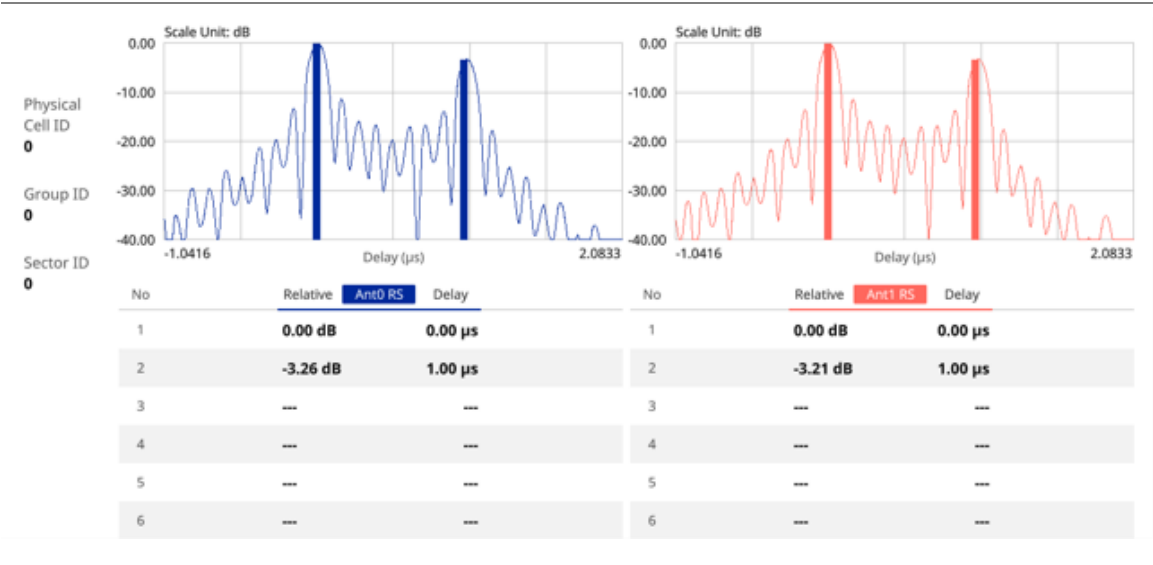 Physical
Cell ID
0
Group ID
0
Sector ID
0
Scale Unit: dB
0.00
-10.00
-20.00
-30.00
-40.00
-1.0416
Delay (µs)
2.0833
No Relative Ant0 RS Delay
1 0.00 dB 0.00 µs
2 -3.26 dB 1.00 µs
3 --- ---
4 --- ---
5 --- ---
6 --- ---
Scale Unit: dB
0.00
-10.00
-20.00
-30.00
-40.00
-1.0416
Delay (µs)
2.0833
No Relative Ant1 RS Delay
1 0.00 dB 0.00 µs
2 -3.21 dB 1.00 µs
3 --- ---
4 --- ---
5 --- ---
6 --- ---